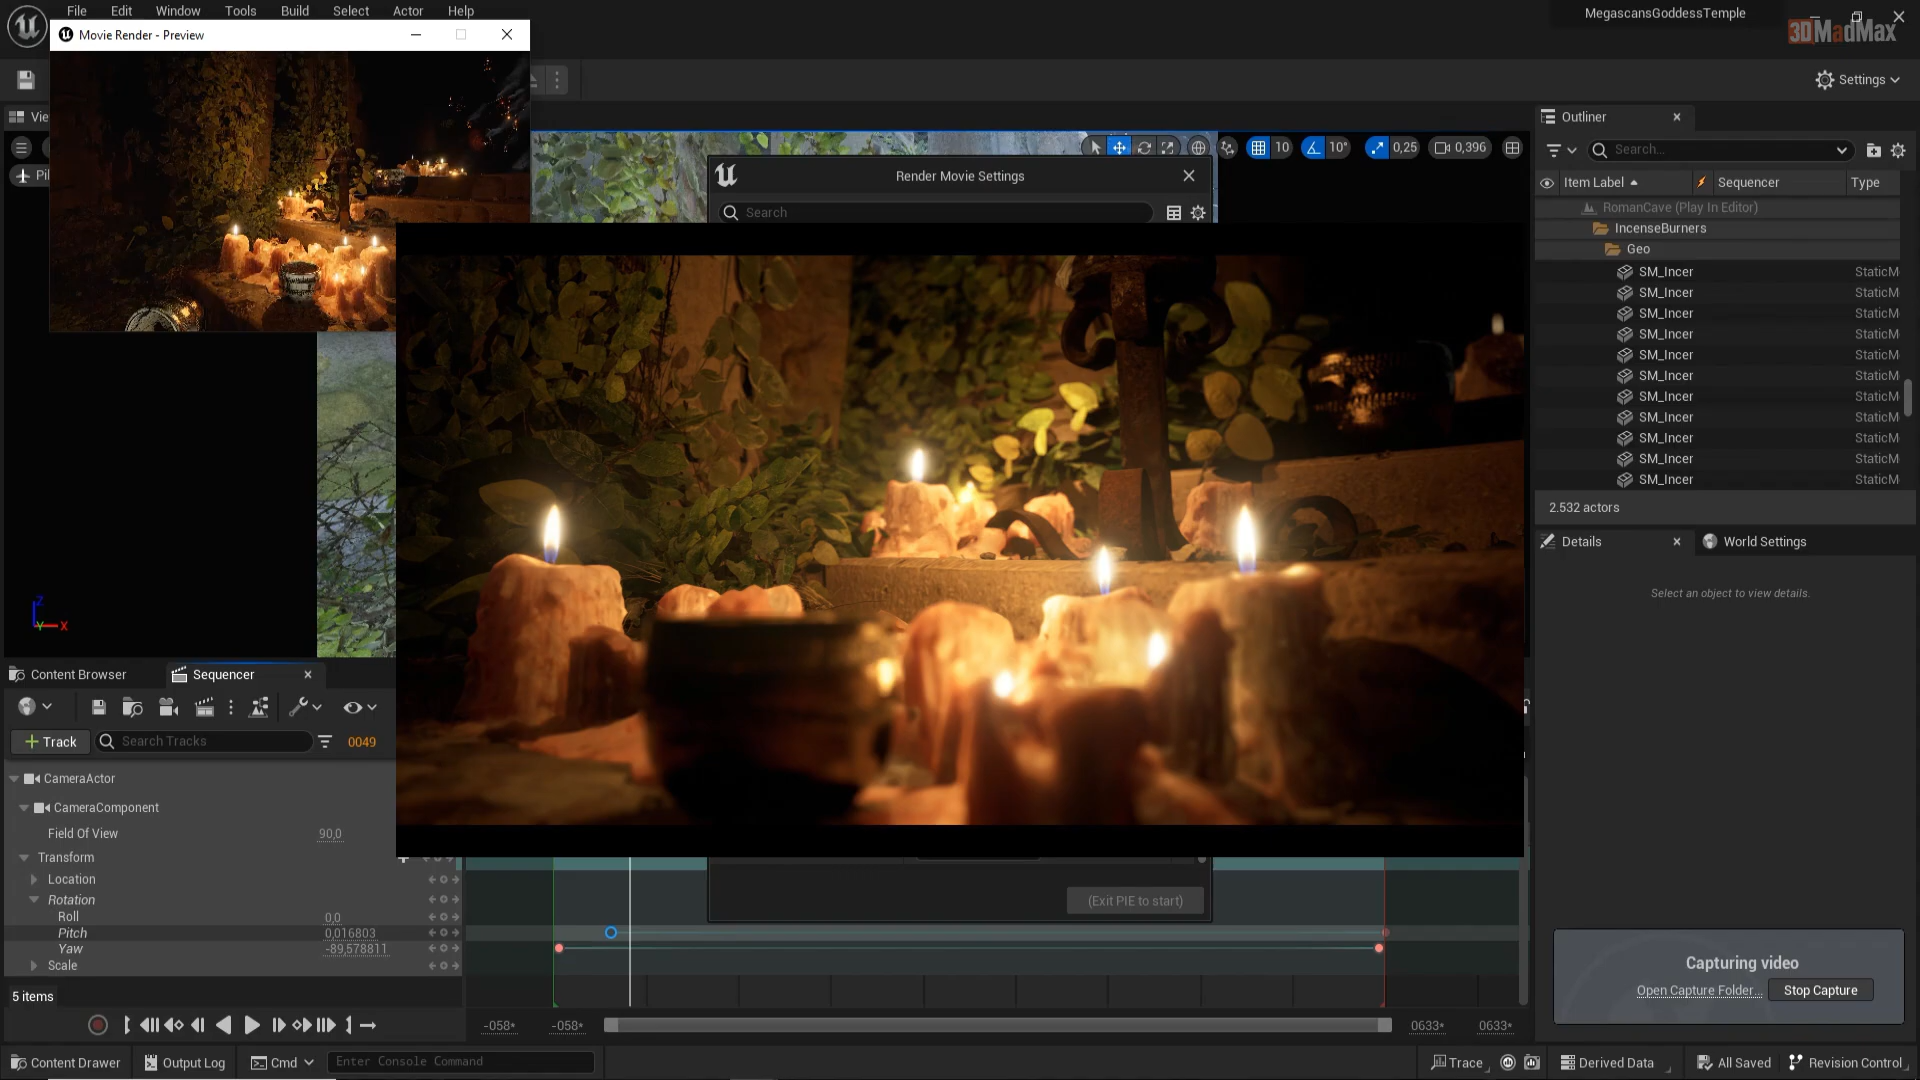 File Edit Window Tools Build Select Actor Help
MegascansGoddessTemple
3DMadMax
Movie Render - Preview
Settings
Outliner
Search...
Item Label
Sequencer
Type
RomanCave (Play In Editor)
IncenseBurners
Geo
SM_Incer StaticM
SM_Incer StaticM
SM_Incer StaticM
SM_Incer StaticM
SM_Incer StaticM
SM_Incer StaticM
SM_Incer StaticM
SM_Incer StaticM
SM_Incer StaticM
SM_Incer StaticM
SM_Incer StaticM
2.532 actors
10
10°
0,25
0,396
Render Movie Settings
Search
Details
World Settings
Select an object to view details.
Z
Y
X
Content Browser
Sequencer
Track
Search Tracks
0049
CameraActor
CameraComponent
Field Of View 90,0
Transform
Location
Rotation
Roll 0,0
Pitch 0,016803
Yaw -89,578811
Scale
5 items
(Exit PIE to start)
-058*
-058*
0633*
0633*
Capturing video
Open Capture Folder...
Stop Capture
Content Drawer
Output Log
Cmd
Enter Console Command
Trace
Derived Data
All Saved
Revision Control